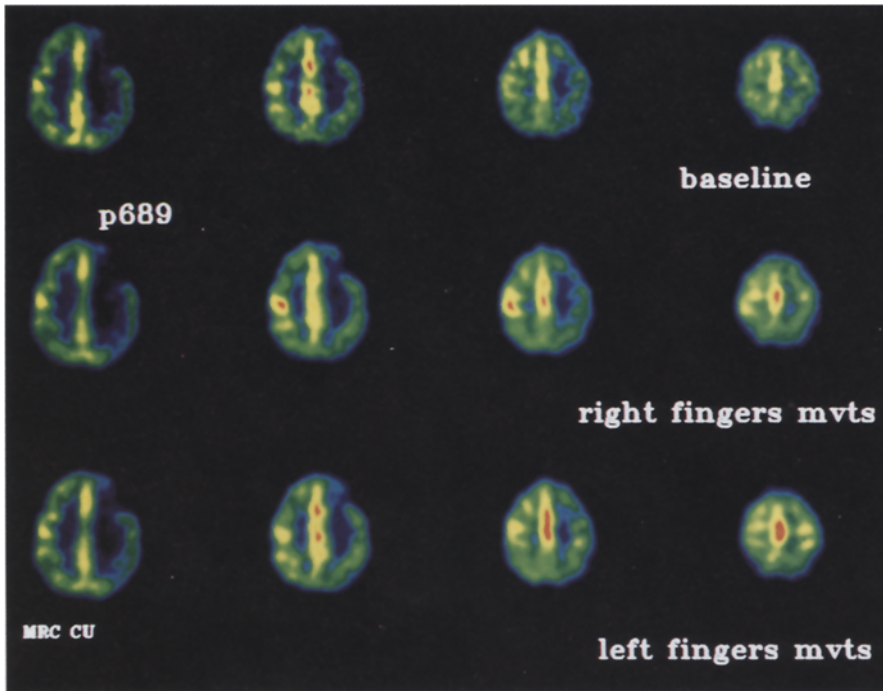 baseline
p689
right fingers mvts
MRC CU
left fingers mvts